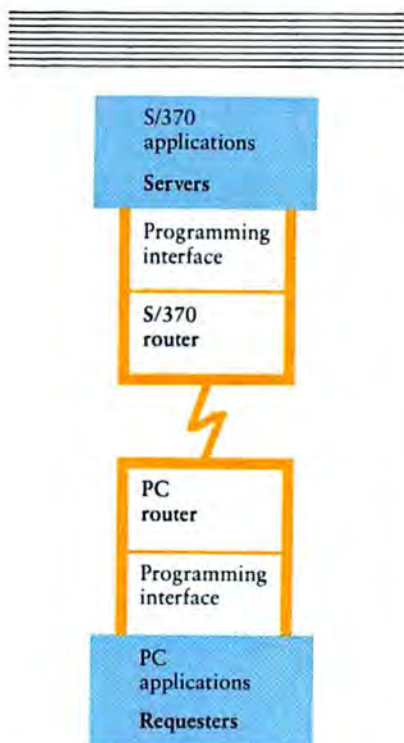 S/370
applications
Servers
Programming
interface
S/370
router
PC
router
Programming
interface
PC
applications
Requesters